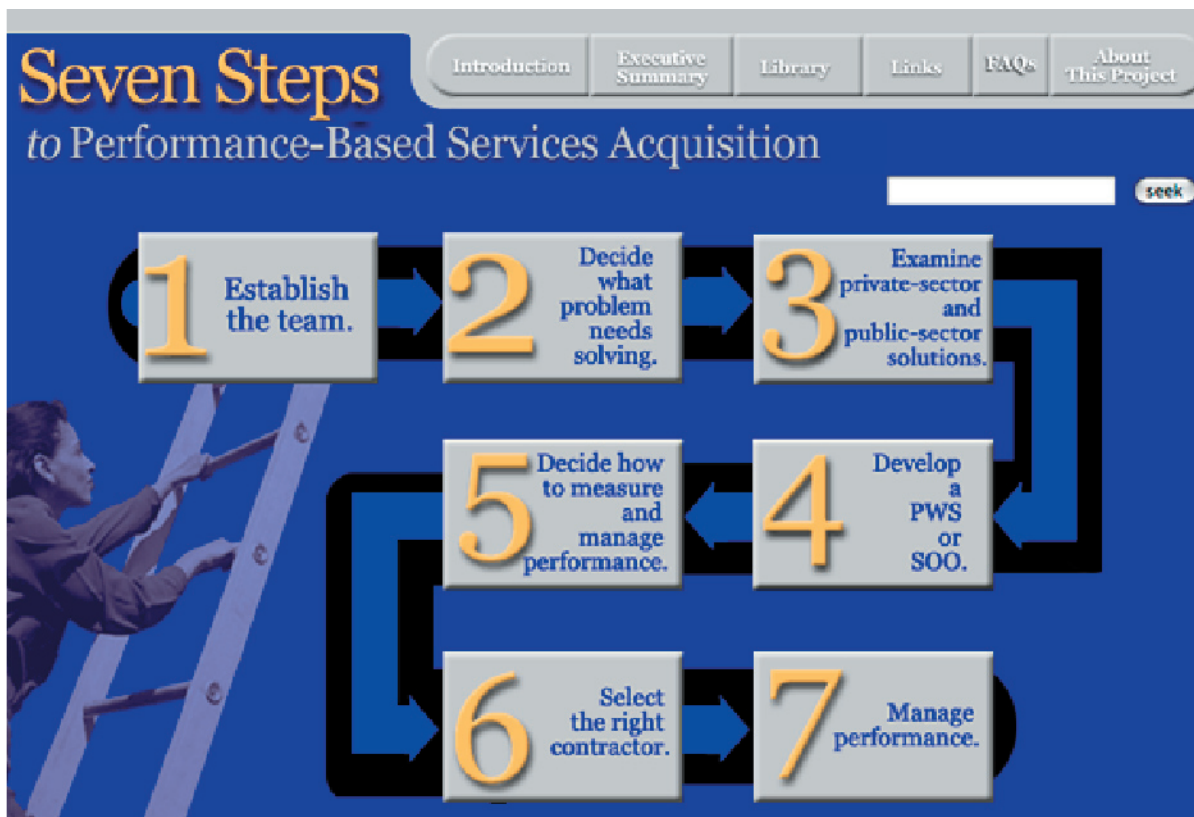 Seven Steps
to Performance-Based Services Acquisition
Introduction
Executive
Summary
Library
Links
FAQs
About
This Project
seek
1
Establish
the team.
2
Decide
what
problem
needs
solving.
3
Examine
private-sector
and
public-sector
solutions.
4
Develop
a
PWS
or
SOO.
5
Decide how
to measure
and
manage
performance.
6
Select
the right
contractor.
7
Manage
performance.